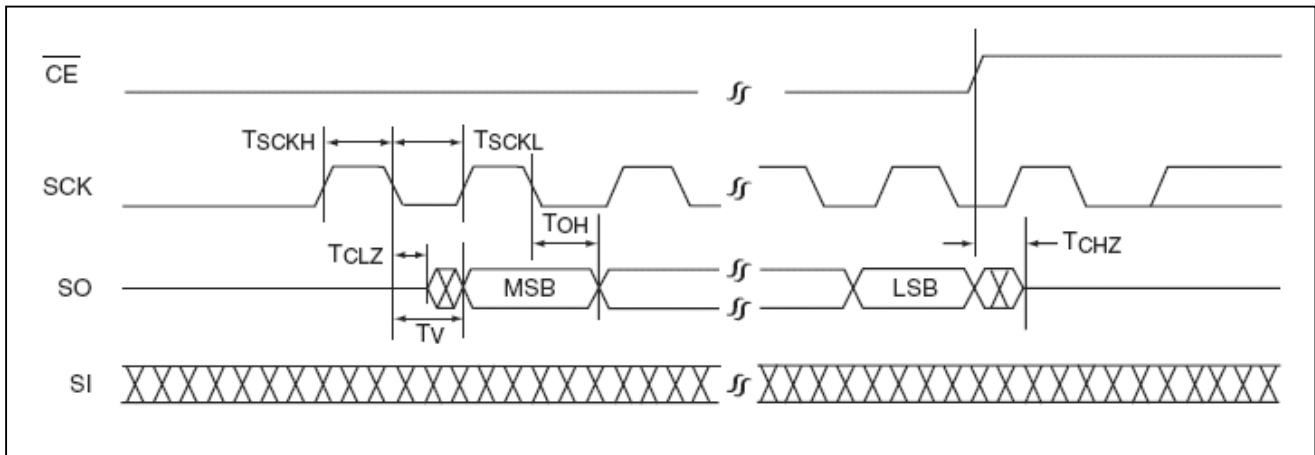 CE
TSCKH TSCKL
SCK
TOH
TCLZ TCHZ
SO MSB LSB
TV
SI